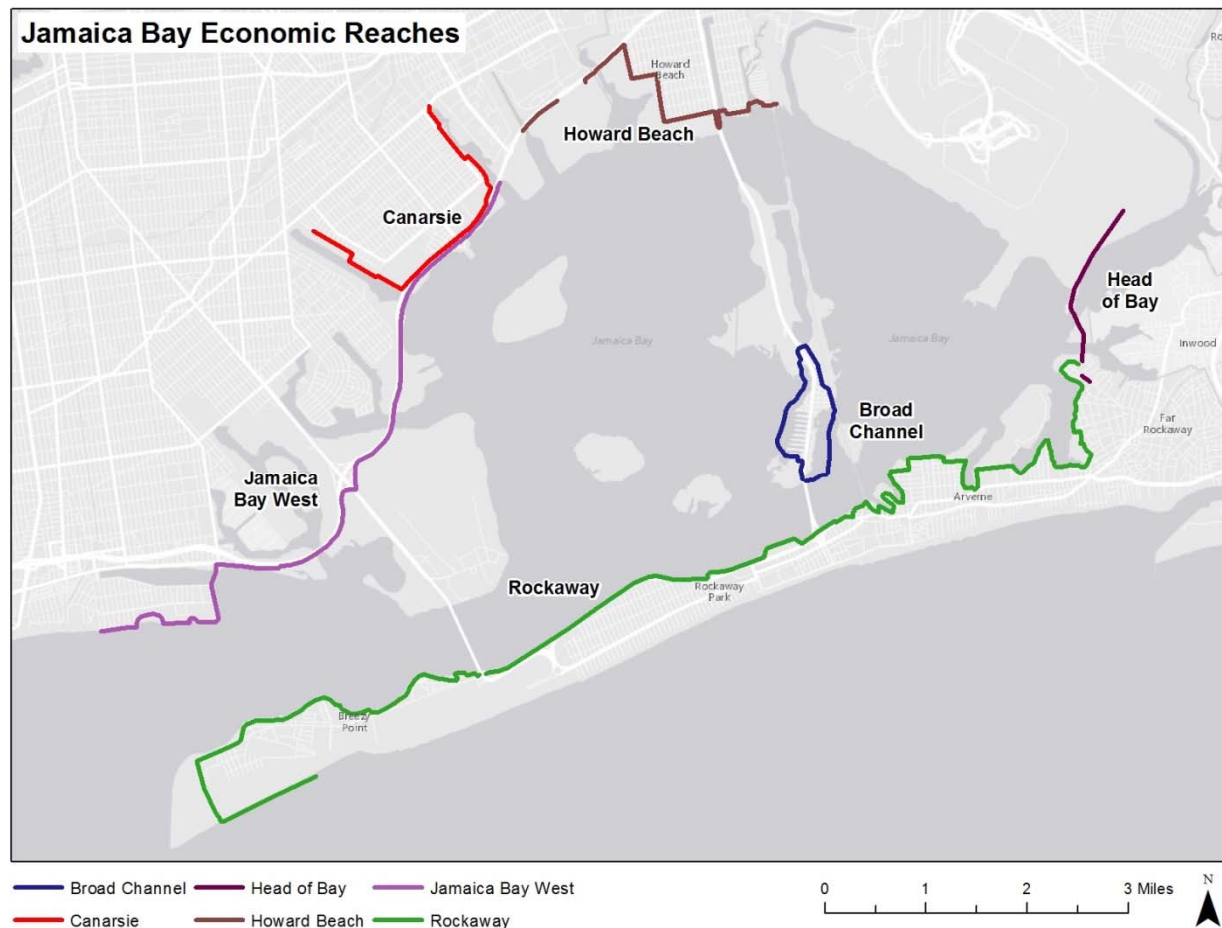 Jamaica Bay Economic Reaches
Howard
Beach
Howard Beach
Canarsie
Head
of Bay
Jamaica Bay
Jamaica Bay
Inwood
Broad
Channel
Far
Rockaway
Jamaica
Bay West
Arverne
Rockaway
Rockaway
Park
Breezy
Point
Broad Channel
Head of Bay
Jamaica Bay West
Canarsie
Howard Beach
Rockaway
0 1 2 3 Miles
N